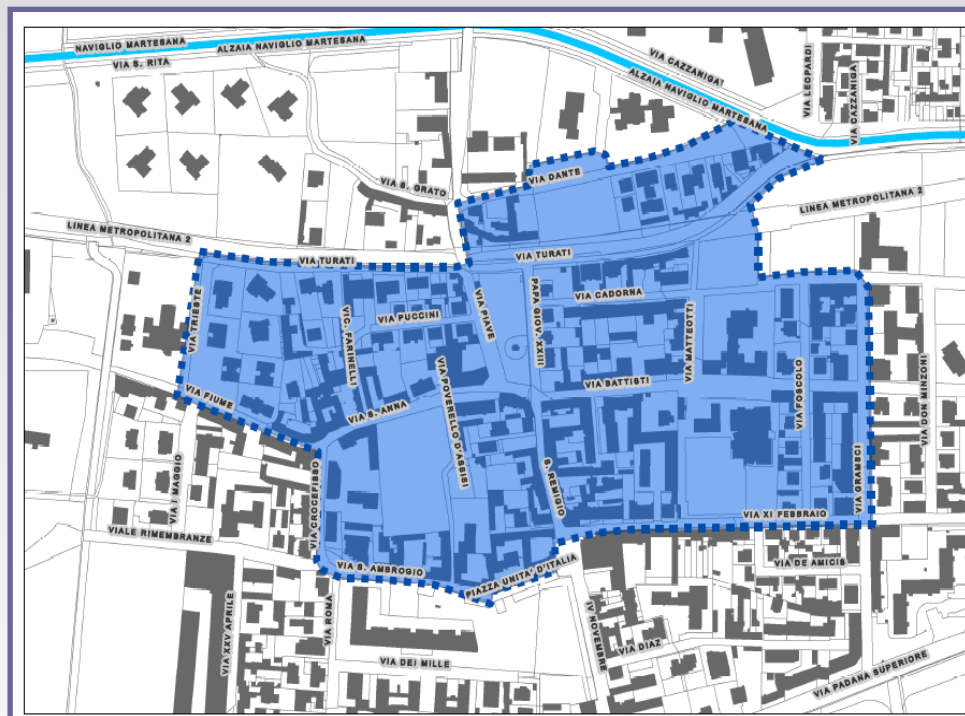 NAVIGLIO MARTESANA
ALZAIA NAVIGLIO MARTESANA
VIA S. RITA
VIA CAZZANIGA
ALZAIA NAVIGLIO MARTESANA
VIA LEOPARDI
VIA CAZZANIGA
VIA DANTE
VIA S. GRATO
LINEA METROPOLITANA 2
LINEA METROPOLITANA 2
VIA TURATI
VIA TURATI
VIA TRIESTE
VIC. FARINELLI
VIA PUCCINI
VIA PIAVE
PAPA GIOV. XXIII
VIA CADORNA
VIA MATTEOTTI
VIA BATTISTI
VIA FOSCOLO
VIA DON MINZONI
VIA FIUME
VIA S. ANNA
VIA POVERELLO D'ASSISI
S. REMIGIO
VIA GRAMSCI
VIA I MAGGIO
VIA CROCEFISSO
VIA XI FEBBRAIO
VIALE RIMEMBRANZE
VIA S. AMBROGIO
PIAZZA UNITA' D'ITALIA
VIA DE AMICIS
VIA XXV APRILE
VIA ROMA
IV NOVEMBRE
VIA DIAZ
VIA DEI MILLE
VIA PADANA SUPERIORE